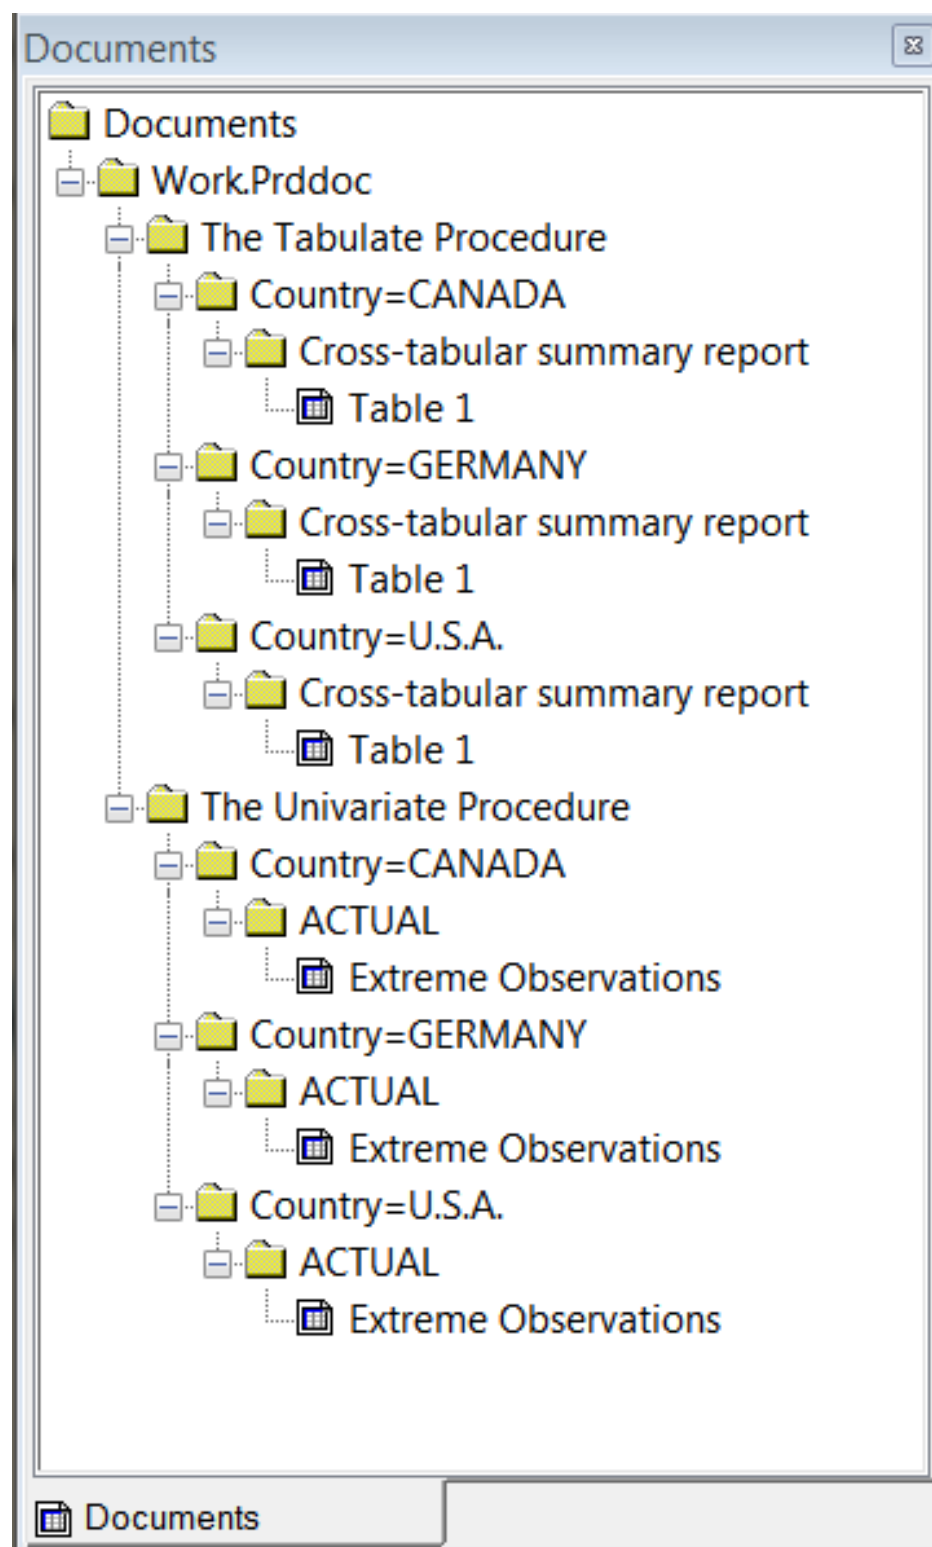 Documents
Documents
Work.Prddoc
The Tabulate Procedure
Country=CANADA
Cross-tabular summary report
Table 1
Country=GERMANY
Cross-tabular summary report
Table 1
Country=U.S.A.
Cross-tabular summary report
Table 1
The Univariate Procedure
Country=CANADA
ACTUAL
Extreme Observations
Country=GERMANY
ACTUAL
Extreme Observations
Country=U.S.A.
ACTUAL
Extreme Observations
Documents